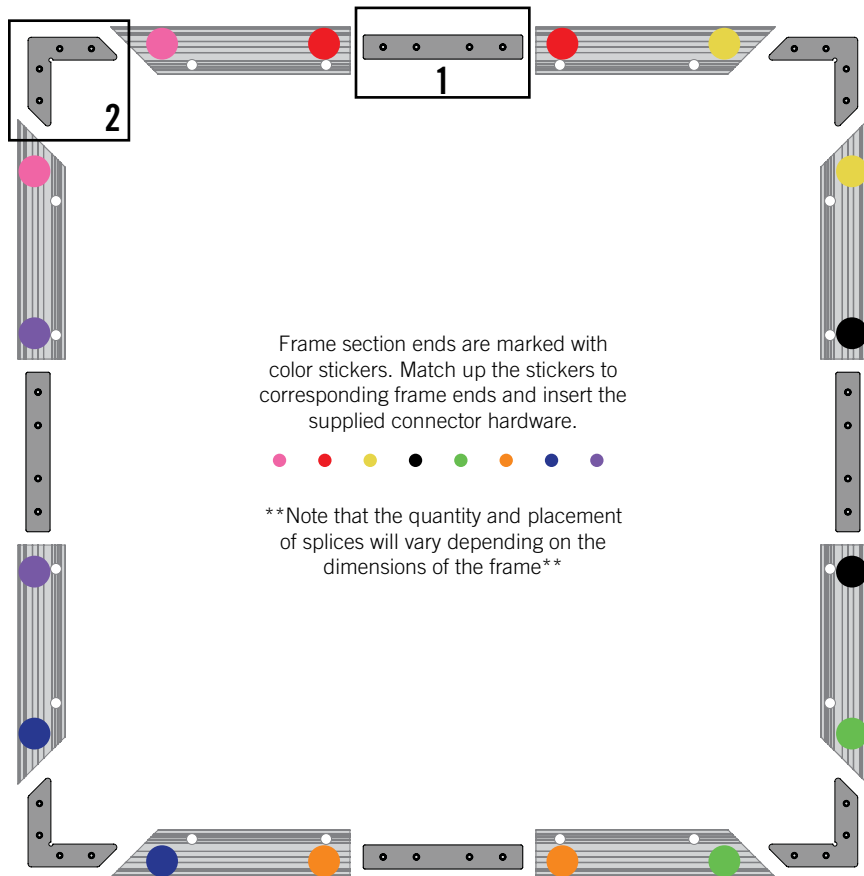 1
2
Frame section ends are marked with
color stickers. Match up the stickers to
corresponding frame ends and insert the
supplied connector hardware.
**Note that the quantity and placement
of splices will vary depending on the
dimensions of the frame**